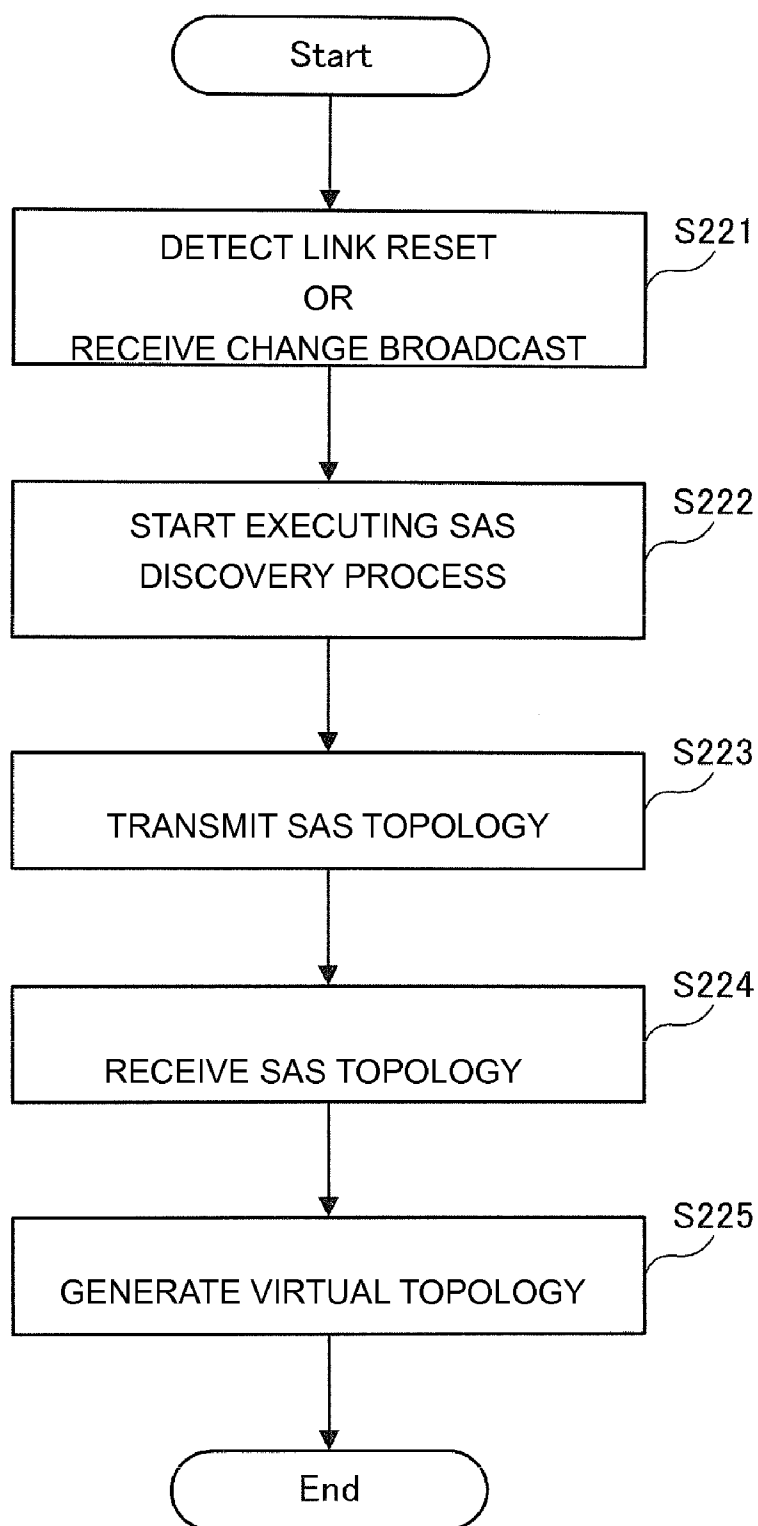 Start
DETECT LINK RESET
OR
RECEIVE CHANGE BROADCAST
S221
START EXECUTING SAS
DISCOVERY PROCESS
S222
TRANSMIT SAS TOPOLOGY
S223
RECEIVE SAS TOPOLOGY
S224
GENERATE VIRTUAL TOPOLOGY
S225
End